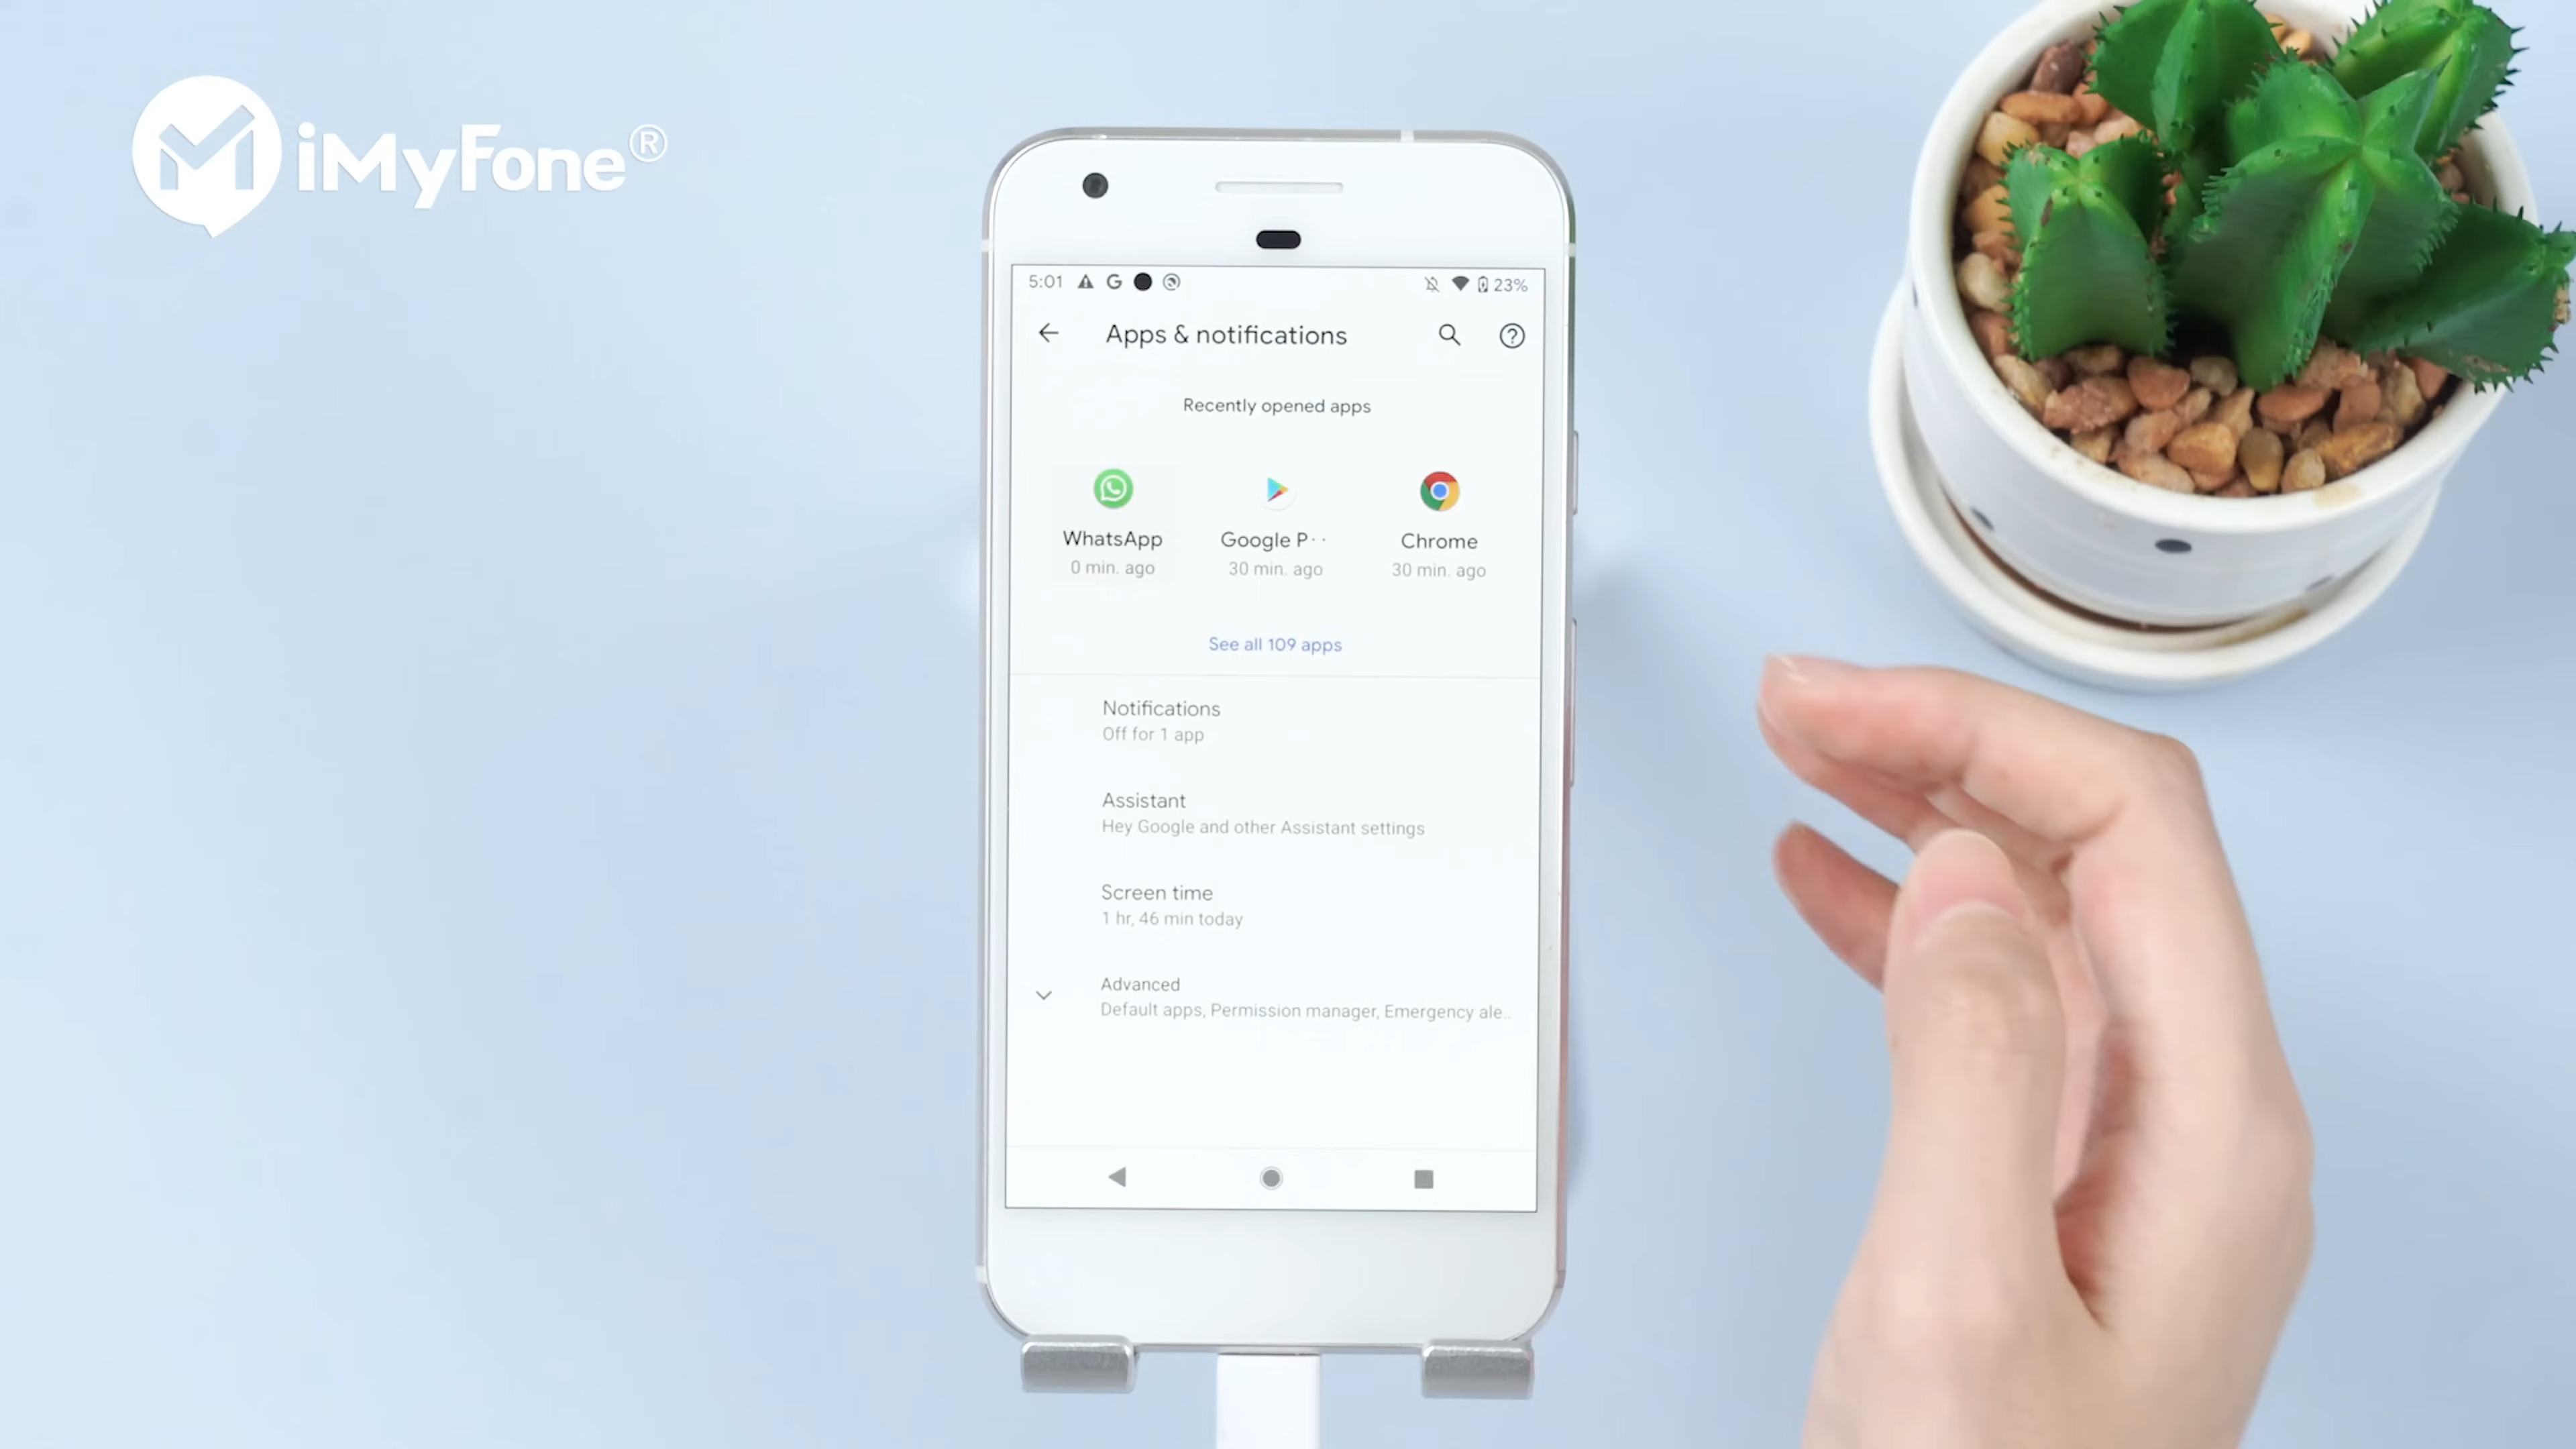 iMyFone®
5:01 G 23%
Apps & notifications
Recently opened apps
WhatsApp Google P·· Chrome
0 min. ago 30 min. ago 30 min. ago
See all 109 apps
Notifications
Off for 1 app
Assistant
Hey Google and other Assistant settings
Screen time
1 hr, 46 min today
Advanced
Default apps, Permission manager, Emergency ale..